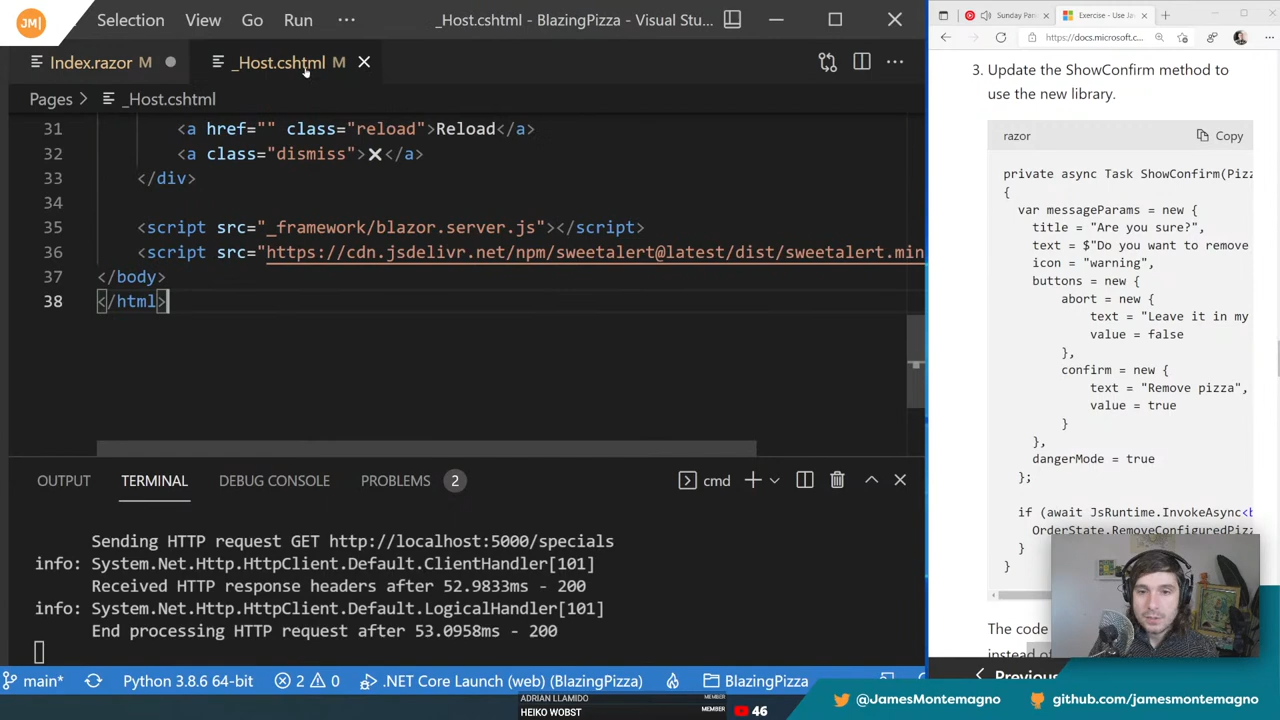 JM
Selection View Go Run ··· _Host.cshtml - BlazingPizza - Visual Stu...
Index.razor M
_Host.cshtml M
Pages > _Host.cshtml
31 <a href="" class="reload">Reload</a>
32 <a class="dismiss">🗙</a>
33 </div>
34
35 <script src="_framework/blazor.server.js"></script>
36 <script src="https://cdn.jsdelivr.net/npm/sweetalert@latest/dist/sweetalert.min
37 </body>
38 </html>
OUTPUT TERMINAL DEBUG CONSOLE PROBLEMS 2 cmd
Sending HTTP request GET http://localhost:5000/specials
info: System.Net.Http.HttpClient.Default.ClientHandler[101]
Received HTTP response headers after 52.9833ms - 200
info: System.Net.Http.HttpClient.Default.LogicalHandler[101]
End processing HTTP request after 53.0958ms - 200
main* Python 3.8.6 64-bit 2 0 .NET Core Launch (web) (BlazingPizza) BlazingPizza
Sunday Par
Exercise - Use Ja
https://docs.microsoft.c...
3. Update the ShowConfirm method to
use the new library.
razor Copy
private async Task ShowConfirm(Piz
{
var messageParams = new {
title = "Are you sure?",
text = $"Do you want to remove
icon = "warning",
buttons = new {
abort = new {
text = "Leave it in my
value = false
},
confirm = new {
text = "Remove pizza",
value = true
}
},
dangerMode = true
};
if (await JsRuntime.InvokeAsync<b
OrderState.RemoveConfiguredPiz
}
}
The code
instead of
Previous
ADRIAN LLAMIDO MEMBER
HEIKO WOBST MEMBER
46
@JamesMontemagno
github.com/jamesmontemagno